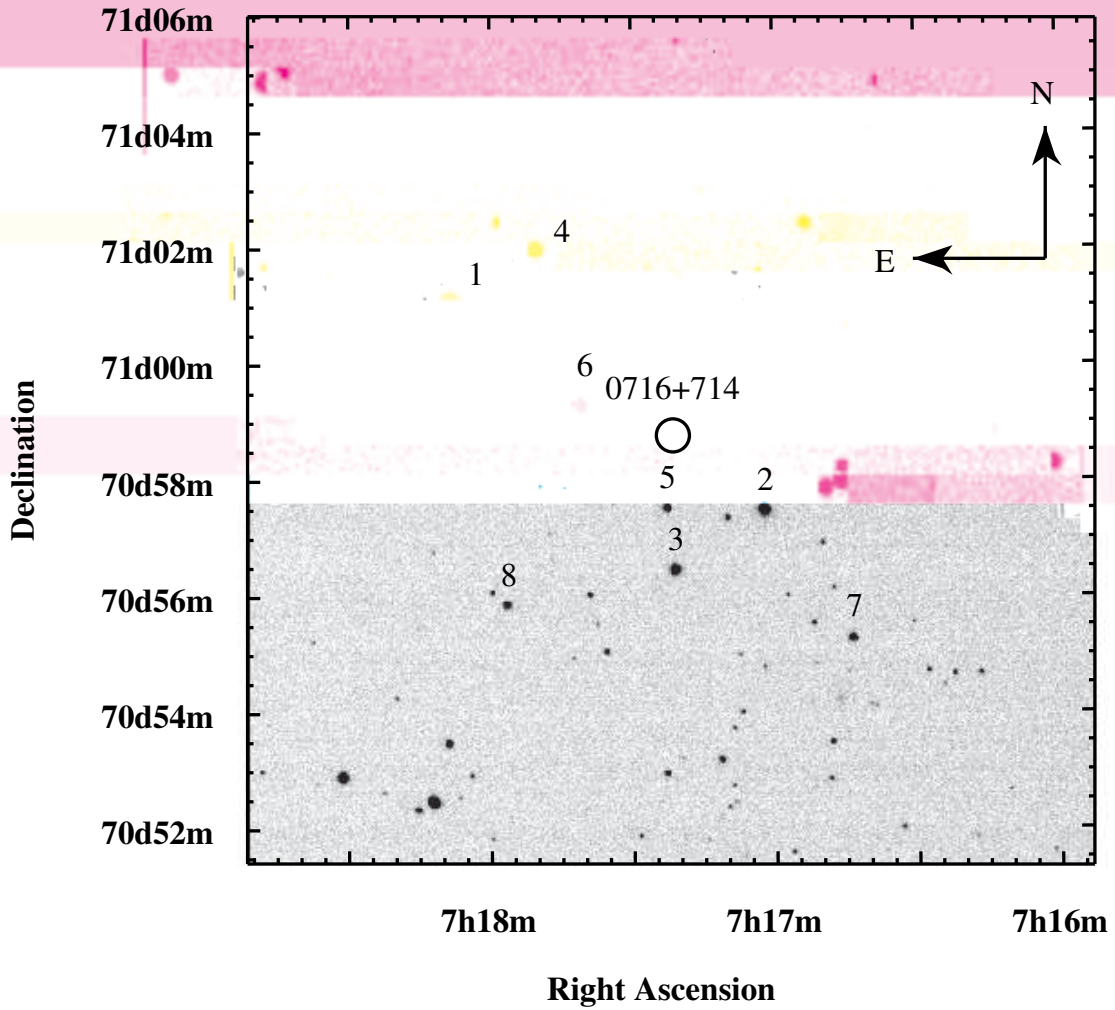 71d06m
71d04m
N
4
71d02m
E
1
71d00m
6
0716+714
70d58m
5
2
3
8
70d56m
7
70d54m
70d52m
Declination
7h18m
7h17m
7h16m
Right Ascension